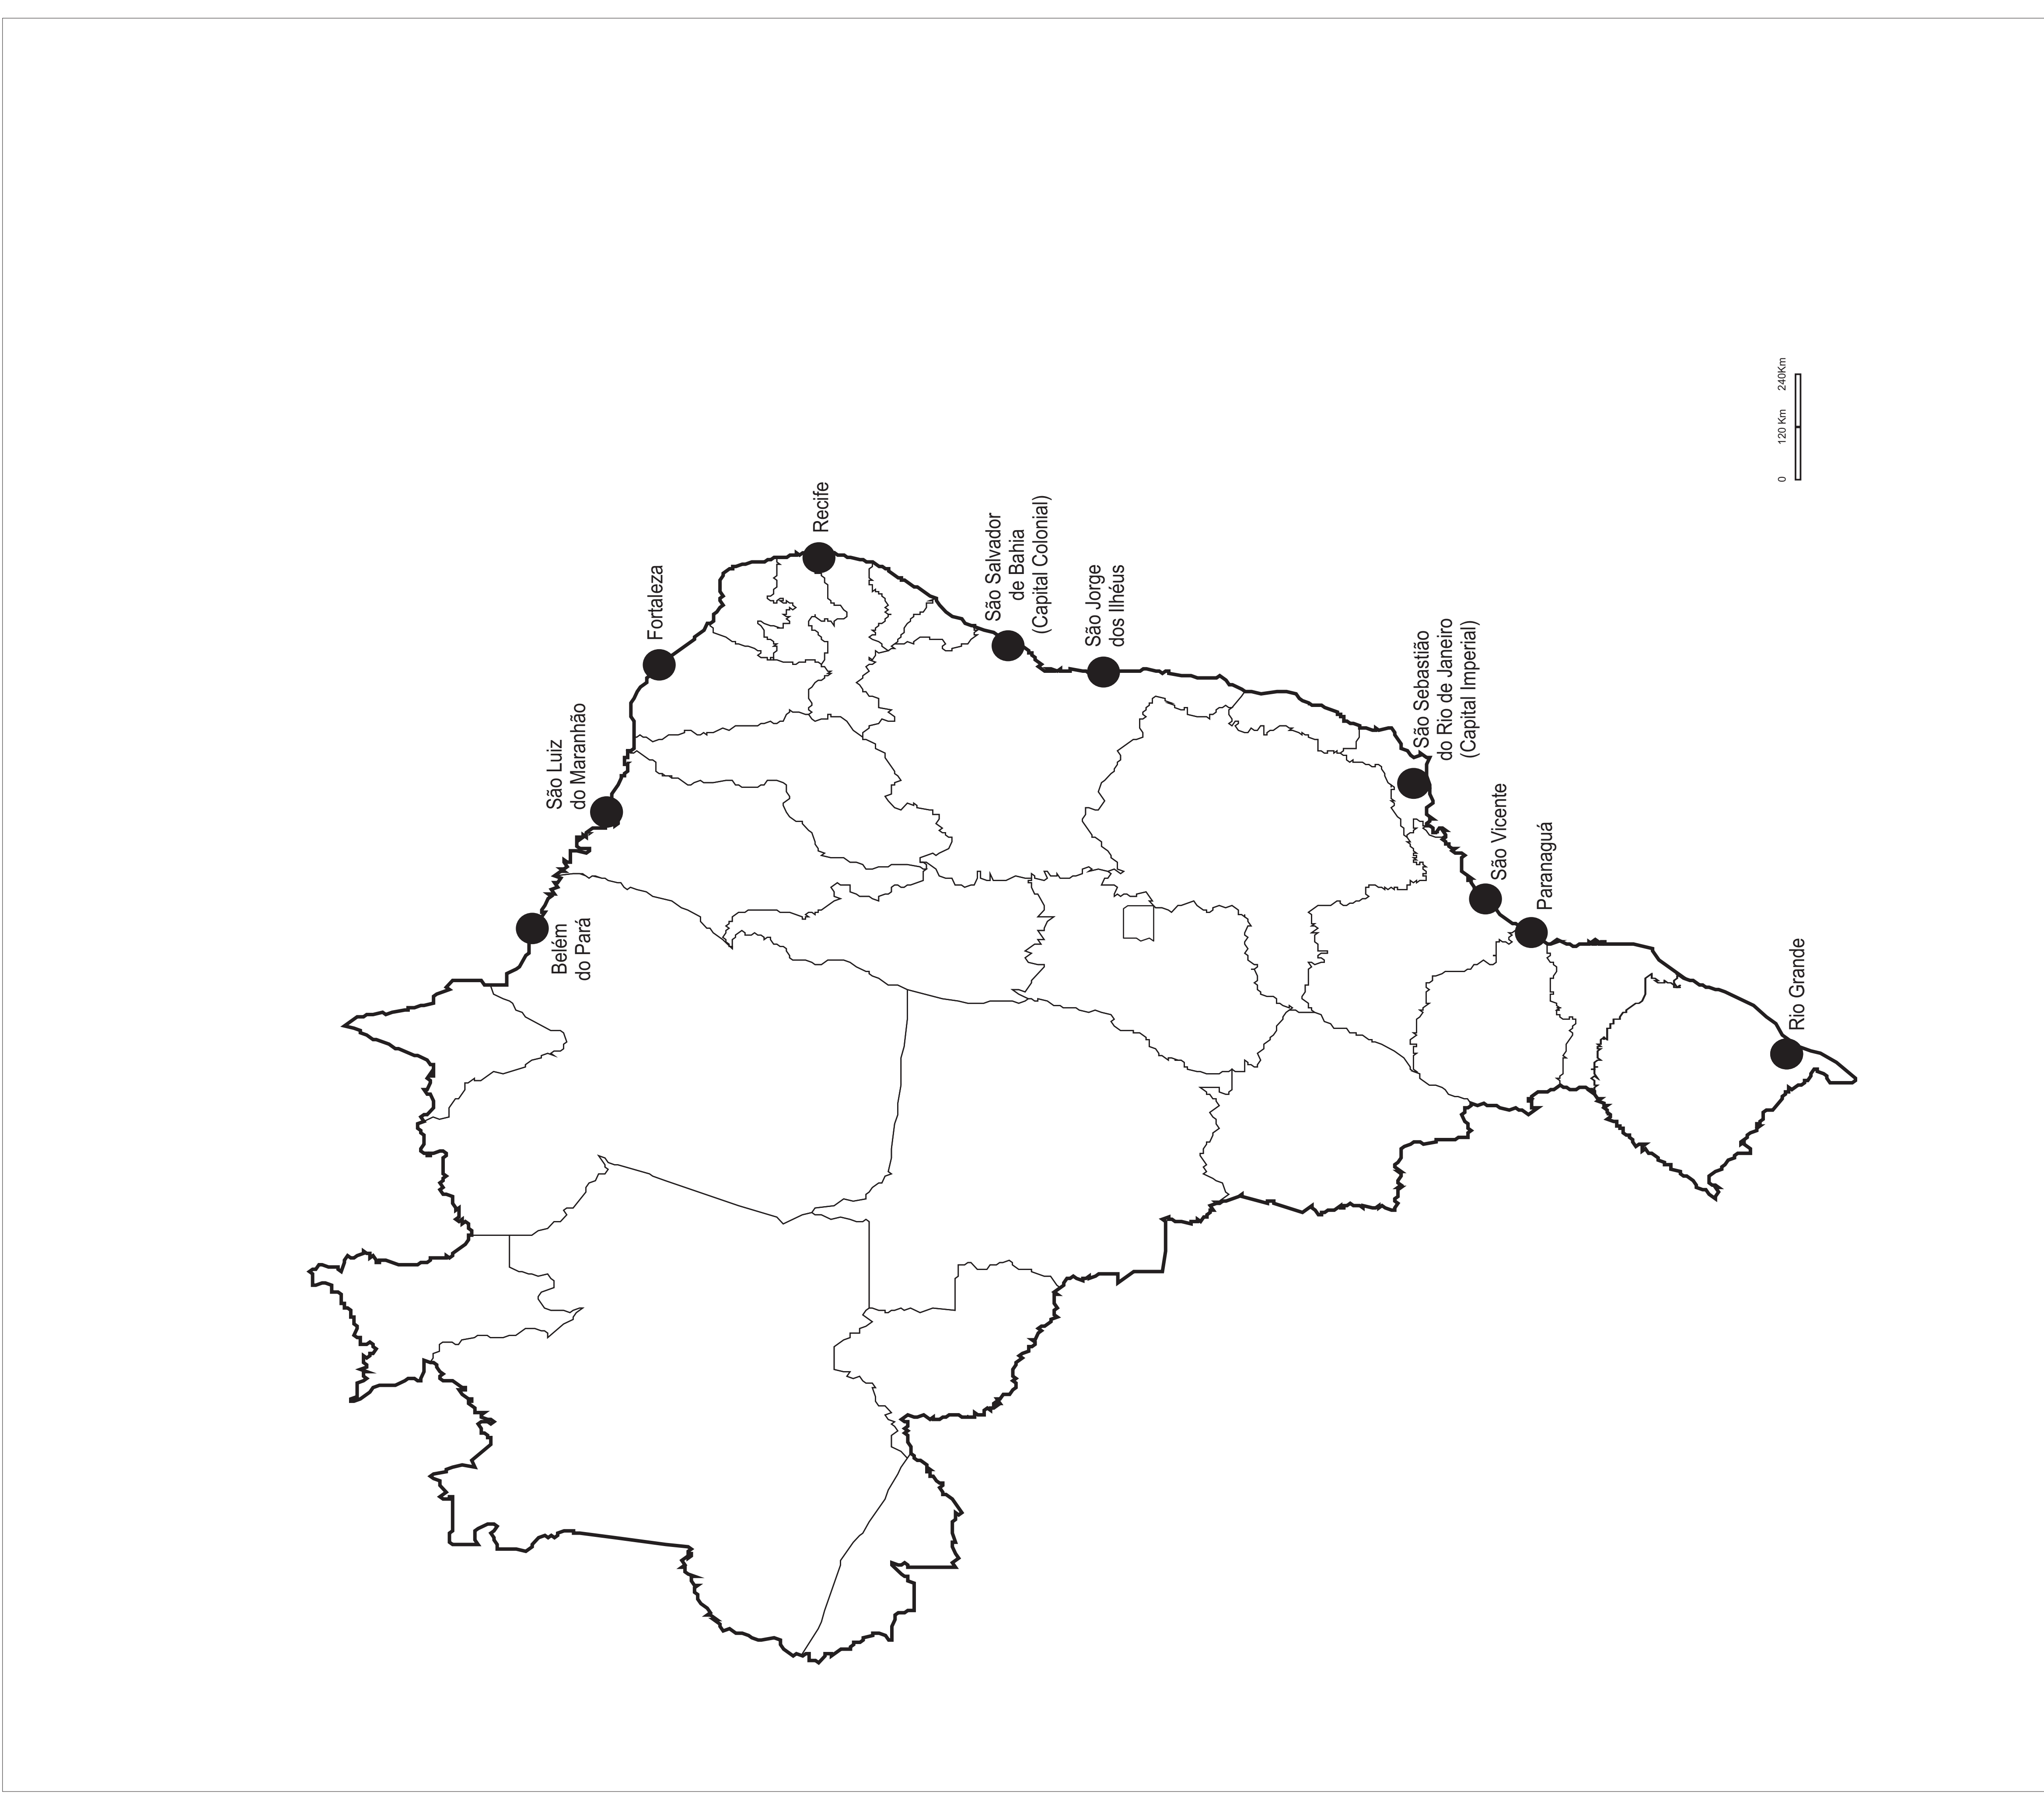 Belém
do Pará
São Luiz
do Maranhão
Fortaleza
Recife
São Salvador
de Bahia
(Capital Colonial)
São Jorge
dos Ilhéus
São Sebastião
do Rio de Janeiro
(Capital Imperial)
São Vicente
Paranaguá
Rio Grande
0 120 Km 240Km